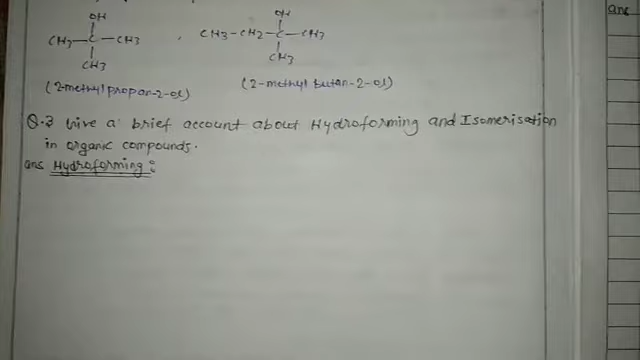 OH OH
CH₃—C—CH₃ , CH₃-CH₂-C-CH₃
CH₃ CH₃
(2-methyl propan-2-ol) (2-methyl butan-2-ol)
Q.3 Give a brief account about Hydroforming and Isomerisation
in organic compounds.
ans Hydroforming :
ans